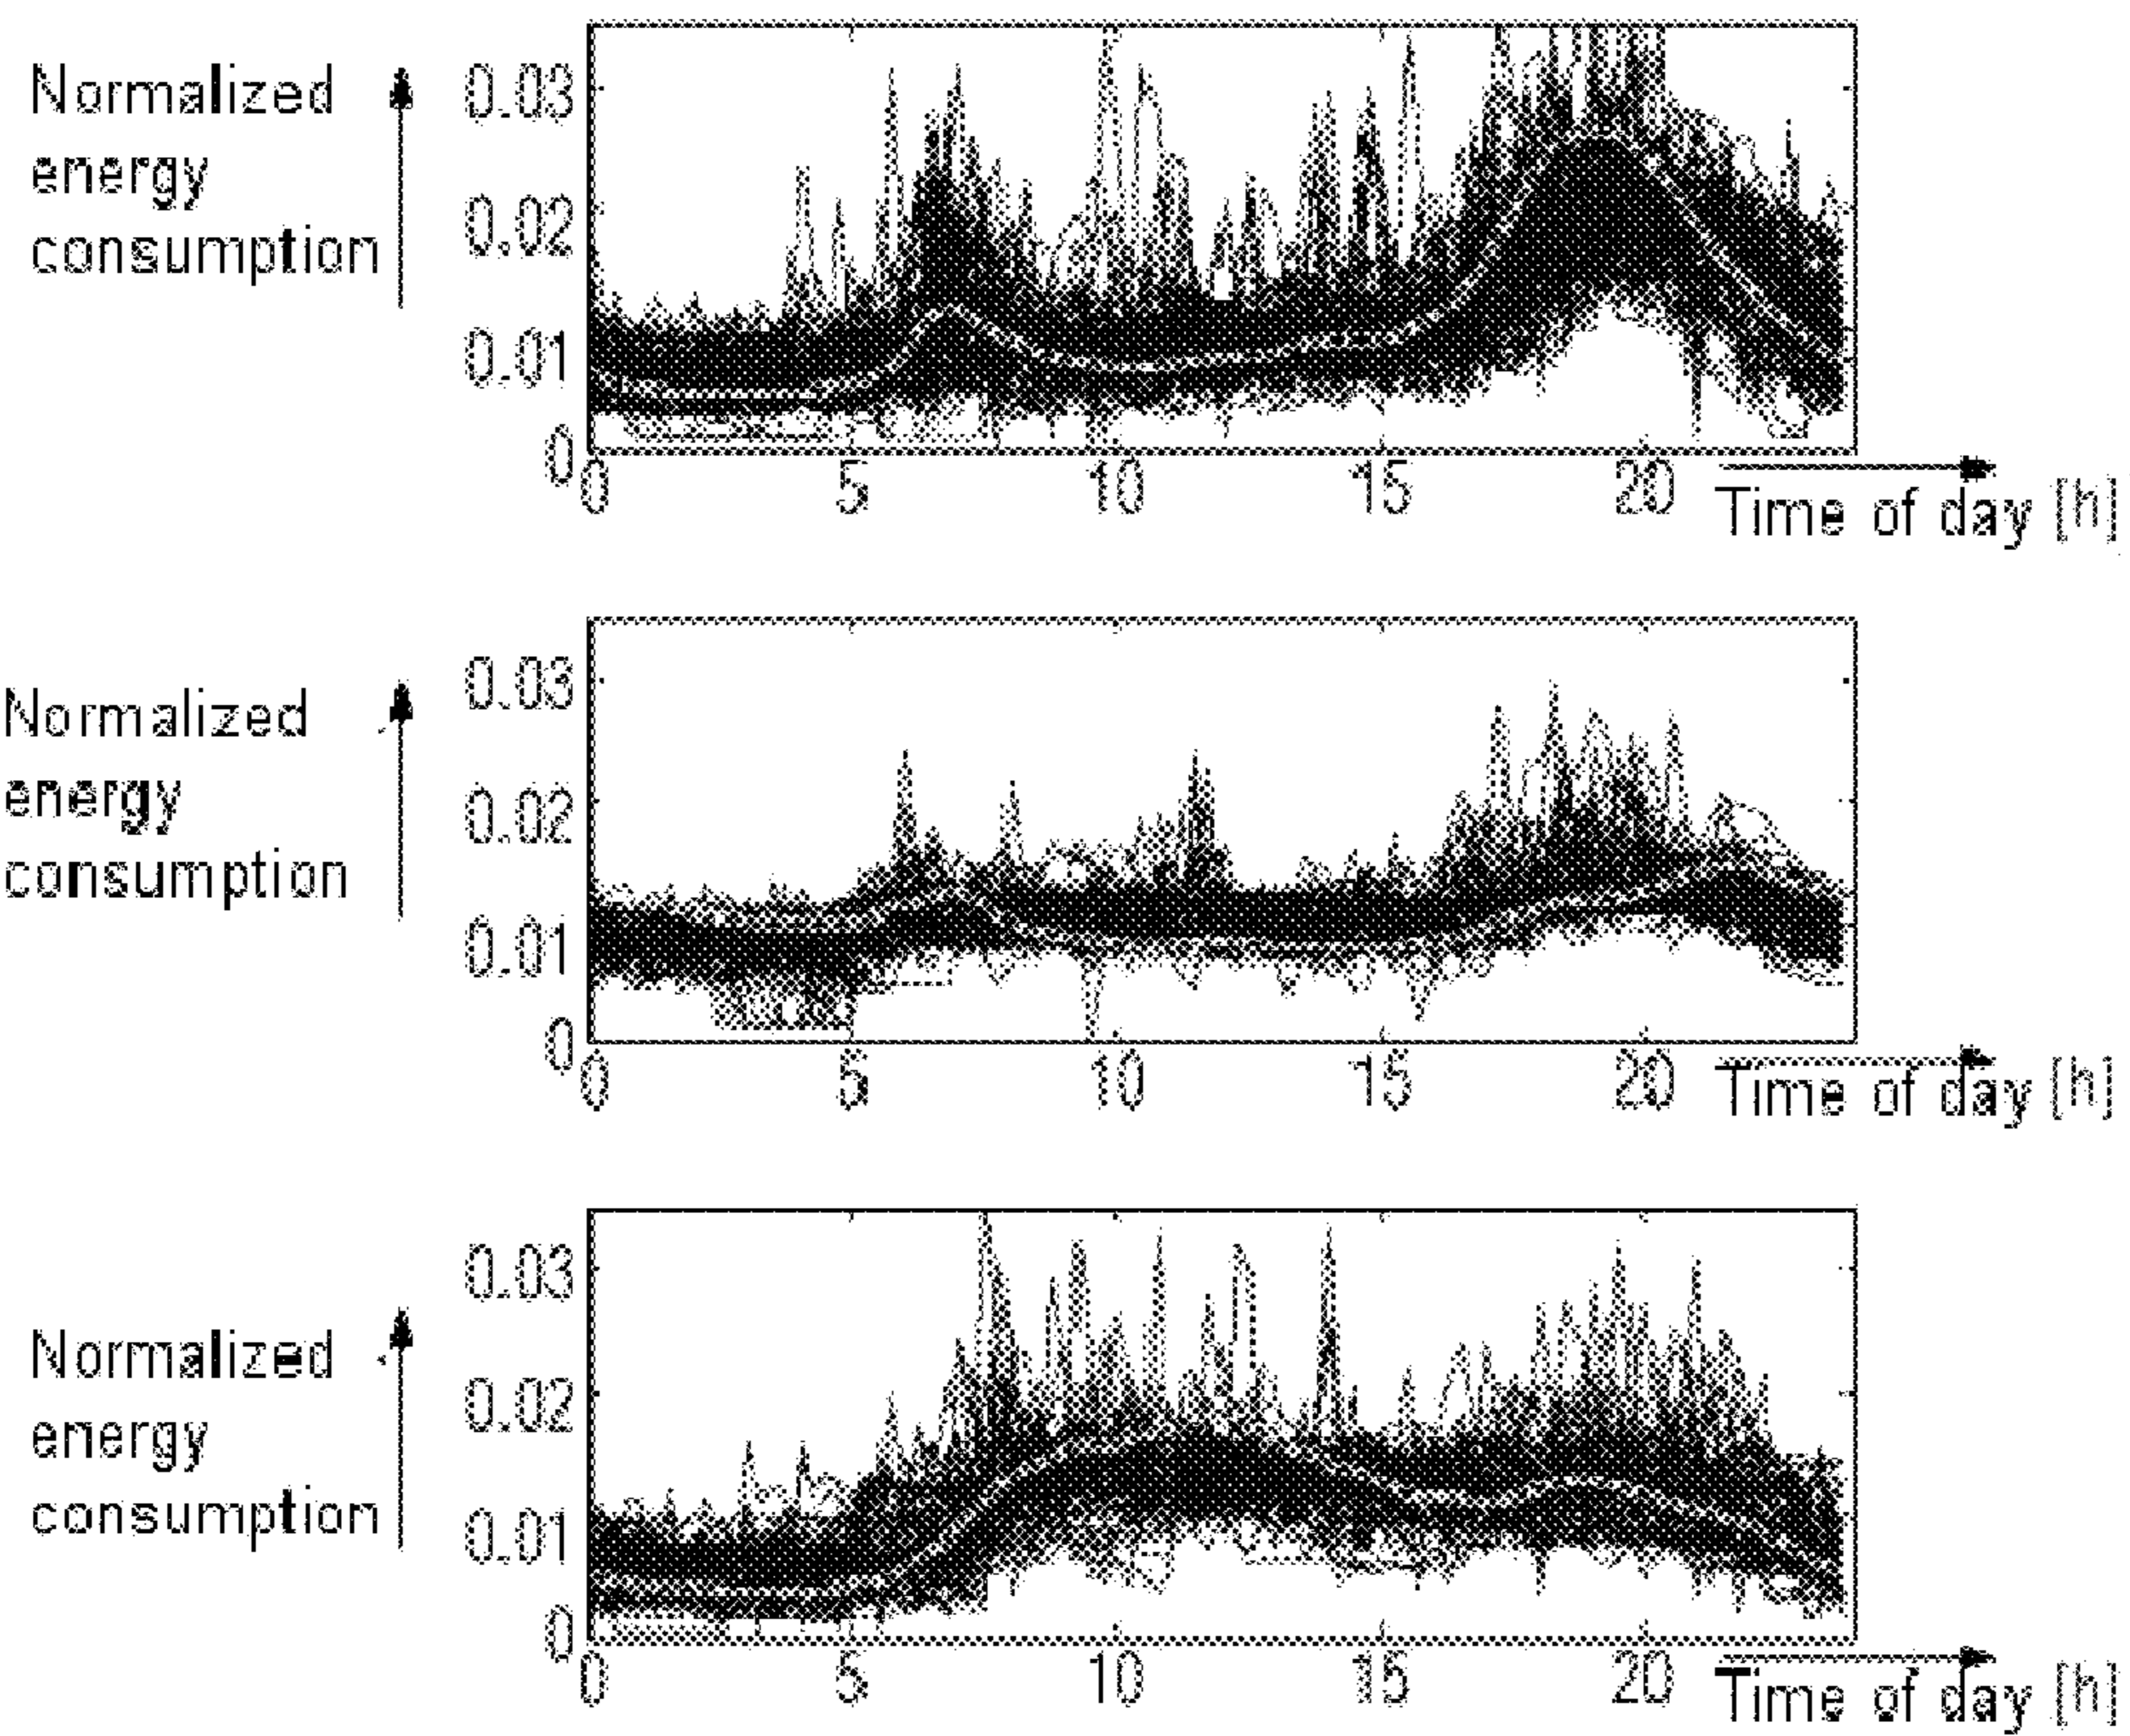 Normalized
energy
consumption
0.03
0.02
0.01
0
0 5 10 15 20
Time of day [h]
Normalized
energy
consumption
0.03
0.02
0.01
0
0 5 10 15 20
Time of day [h]
Normalized
energy
consumption
0.03
0.02
0.01
0
0 5 10 15 20
Time of day [h]